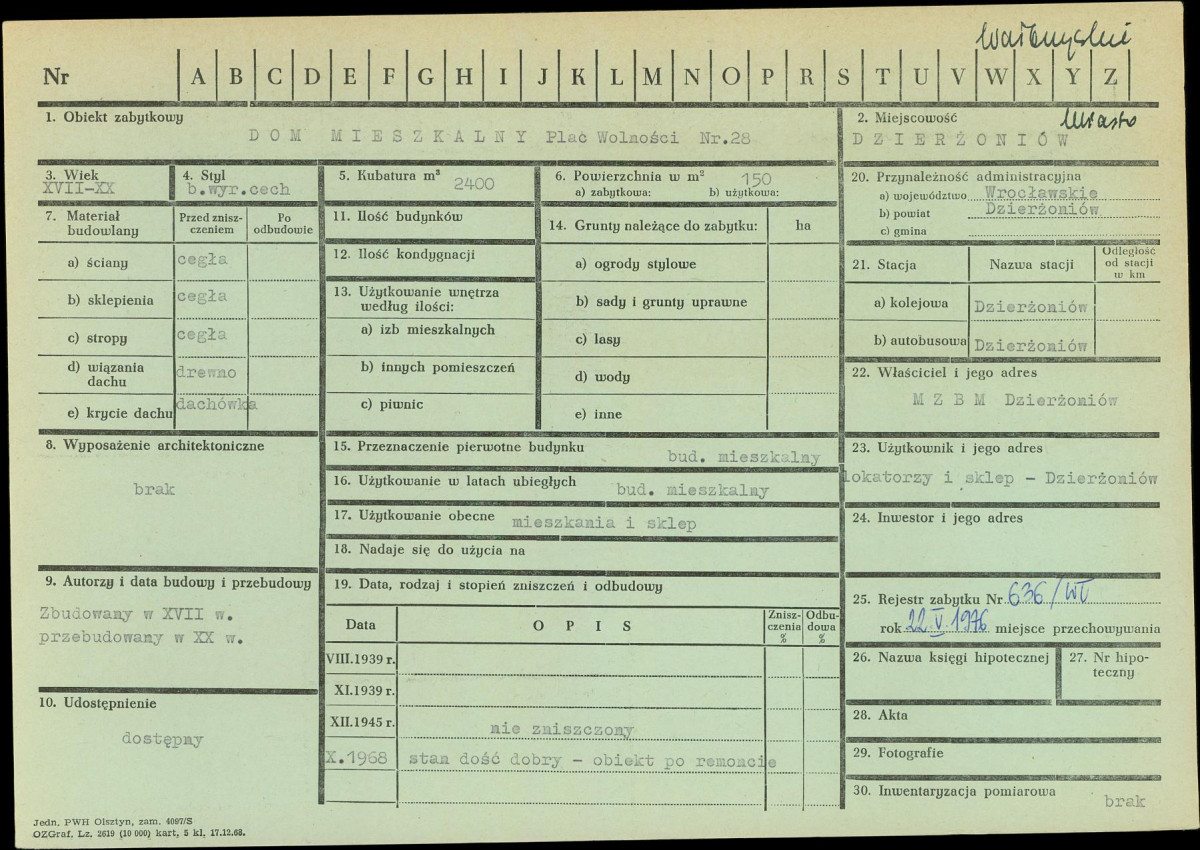 Wałbrzyskie
Nr A B C D E F G H I J K L M N O P R S T U V W X Y Z
1. Obiekt zabytkowy
DOM MIESZKALNY Plac Wolności Nr.28
2. Miejscowość
Miasto
DZIERŻONIÓW
3. Wiek
XVII-XX
4. Styl
b.wyr.cech
5. Kubatura m³ 2400
6. Powierzchnia w m² 150
a) zabytkowa: b) użytkowa:
7. Materiał budowlany
Przed zniszczeniem
Po odbudowie
a) ściany cegła
b) sklepienia cegła
c) stropy cegła
d) wiązania dachu drewno
e) krycie dachu dachówka
8. Wyposażenie architektoniczne
brak
9. Autorzy i data budowy i przebudowy
Zbudowany w XVII w.
przebudowany w XX w.
10. Udostępnienie
dostępny
11. Ilość budynków
12. Ilość kondygnacji
13. Użytkowanie wnętrza
według ilości:
a) izb mieszkalnych
b) innych pomieszczeń
c) piwnic
14. Grunty należące do zabytku: ha
a) ogrody stylowe
b) sady i grunty uprawne
c) lasy
d) wody
e) inne
15. Przeznaczenie pierwotne budynku
bud. mieszkalny
16. Użytkowanie w latach ubiegłych bud. mieszkalny
17. Użytkowanie obecne mieszkania i sklep
18. Nadaje się do użycia na
19. Data, rodzaj i stopień zniszczeń i odbudowy
Data O P I S Zniszczenia % Odbudowa %
VIII.1939 r.
XI.1939 r.
XII.1945 r. nie zniszczony
X.1968 stan dość dobry - obiekt po remoncie
20. Przynależność administracyjna
a) województwo Wrocławskie
b) powiat Dzierżoniów
c) gmina
21. Stacja Nazwa stacji Odległość od stacji w km
a) kolejowa Dzierżoniów
b) autobusowa Dzierżoniów
22. Właściciel i jego adres
M Z B M Dzierżoniów
23. Użytkownik i jego adres
lokatorzy i sklep - Dzierżoniów
24. Inwestor i jego adres
25. Rejestr zabytku Nr 636/Wł
rok 22.V.1976 miejsce przechowywania
26. Nazwa księgi hipotecznej
27. Nr hipoteczny
28. Akta
29. Fotografie
30. Inwentaryzacja pomiarowa
brak
Jedn. PWH Olsztyn, zam. 4097/S
OZGraf. Lz. 2619 (10 000) kart. 5 kl. 17.12.68.